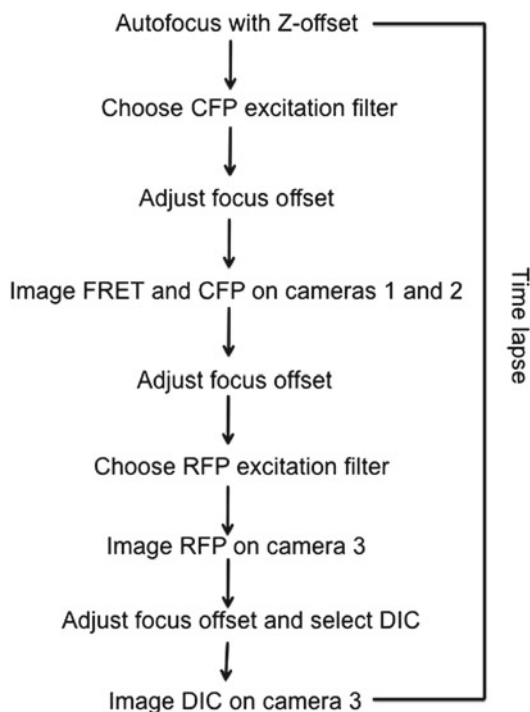 Autofocus with Z-offset
Choose CFP excitation filter
Adjust focus offset
Image FRET and CFP on cameras 1 and 2
Adjust focus offset
Choose RFP excitation filter
Image RFP on camera 3
Adjust focus offset and select DIC
Image DIC on camera 3
Time lapse